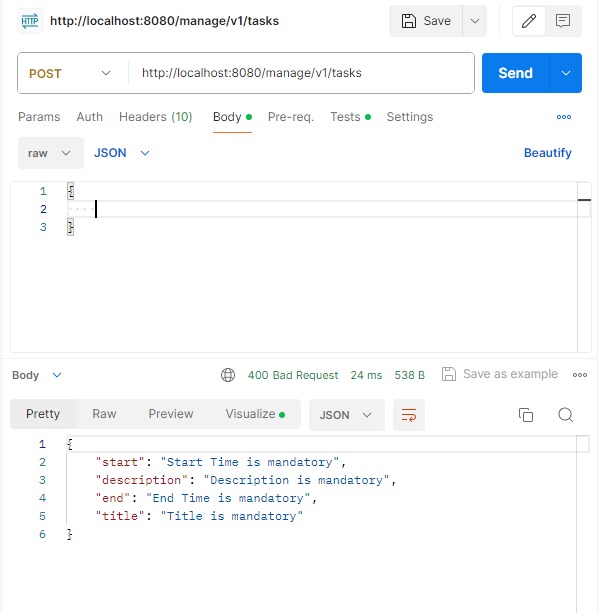 HTTP http://localhost:8080/manage/v1/tasks Save
POST http://localhost:8080/manage/v1/tasks Send
Params Auth Headers (10) Body Pre-req. Tests Settings
raw JSON Beautify
1 {
2
3 }
Body 400 Bad Request 24 ms 538 B Save as example
Pretty Raw Preview Visualize JSON
1 {
2 "start": "Start Time is mandatory",
3 "description": "Description is mandatory",
4 "end": "End Time is mandatory",
5 "title": "Title is mandatory"
6 }